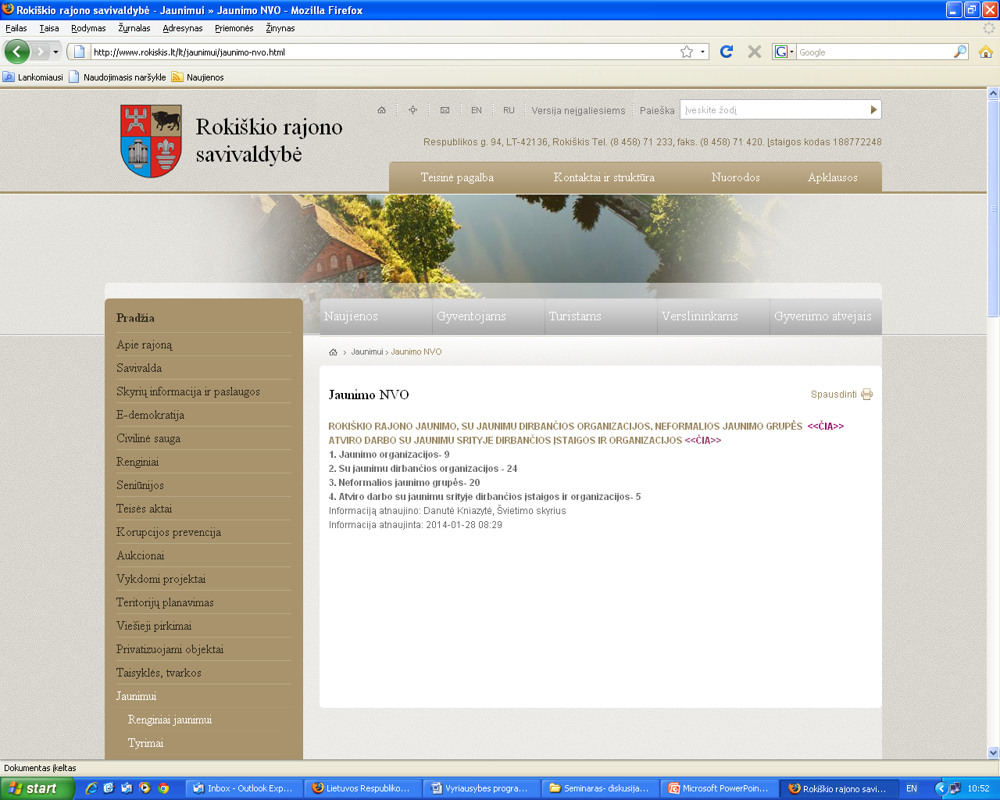 Rokiškio rajono savivaldybė - Jaunimui » Jaunimo NVO - Mozilla Firefox
Failas Taisa Rodymas Žurnalas Adresynas Priemonės Žinynas
http://www.rokiskis.lt/lt/jaunimui/jaunimo-nvo.html
Google
Lankomiausi Naudojimasis naršykle Naujienos
Rokiškio rajono
savivaldybė
EN RU Versija neįgaliesiems Paieška Įveskite žodį
Respublikos g. 94, LT-42136, Rokiškis Tel. (8 458) 71 233, faks. (8 458) 71 420. Įstaigos kodas 188772248
Teisinė pagalba Kontaktai ir struktūra Nuorodos Apklausos
Naujienos Gyventojams Turistams Verslininkams Gyvenimo atvejais
Pradžia
Apie rajoną
Savivalda
Skyrių informacija ir paslaugos
E-demokratija
Civilinė sauga
Renginiai
Seniūnijos
Teisės aktai
Korupcijos prevencija
Aukcionai
Vykdomi projektai
Teritorijų planavimas
Viešieji pirkimai
Privatizuojami objektai
Taisyklės, tvarkos
Jaunimui
Renginiai jaunimui
Tyrimai
› Jaunimui › Jaunimo NVO
Jaunimo NVO
Spausdinti
ROKIŠKIO RAJONO JAUNIMO, SU JAUNIMU DIRBANČIOS ORGANIZACIJOS, NEFORMALIOS JAUNIMO GRUPĖS <<ČIA>>
ATVIRO DARBO SU JAUNIMU SRITYJE DIRBANČIOS ĮSTAIGOS IR ORGANIZACIJOS <<ČIA>>
1. Jaunimo organizacijos- 9
2. Su jaunimu dirbančios organizacijos - 24
3. Neformalios jaunimo grupės- 20
4. Atviro darbo su jaunimu srityje dirbančios įstaigos ir organizacijos- 5
Informaciją atnaujino: Danutė Kniazytė, Švietimo skyrius
Informacija atnaujinta: 2014-01-28 08:29
Dokumentas įkeltas
start Inbox - Outlook Exp... Lietuvos Respubliko... Vyriausybes progra... Seminaras- diskusija... Microsoft PowerPoin... Rokiškio rajono savi... EN 10:52